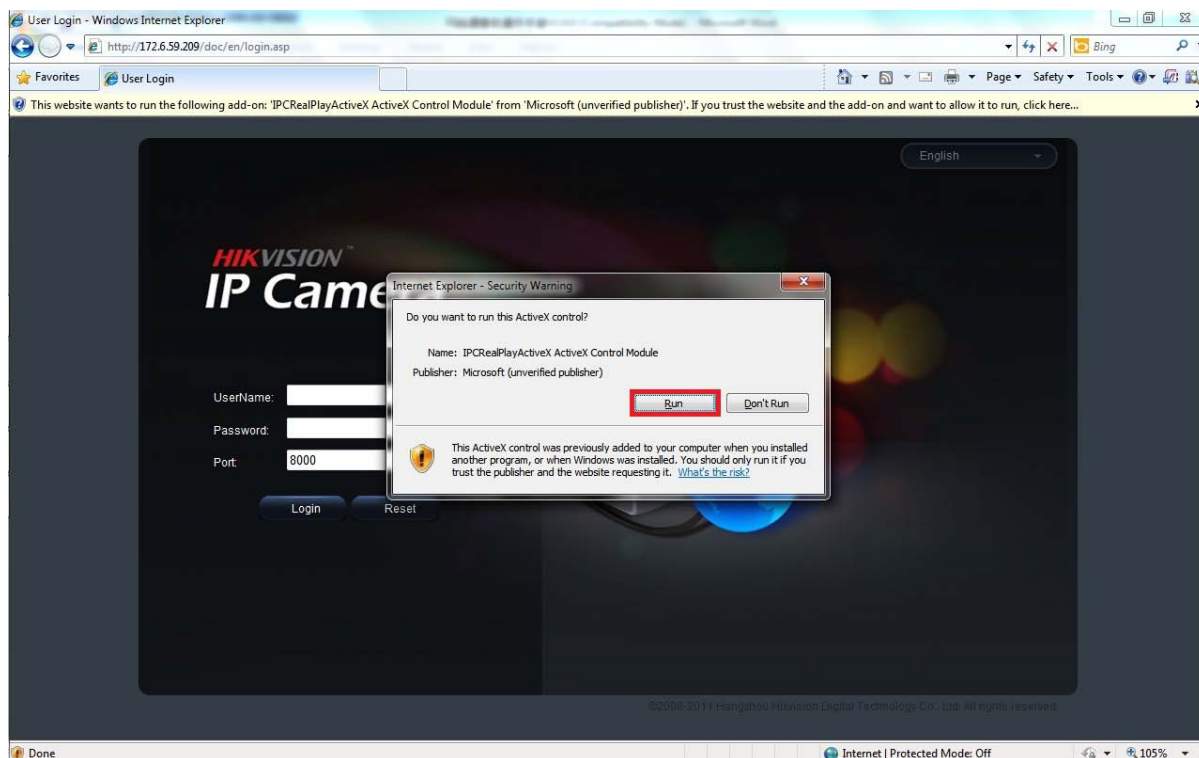 User Login - Windows Internet Explorer
http://172.6.59.209/doc/en/login.asp
Bing
Favorites
User Login
Page
Safety
Tools
This website wants to run the following add-on: 'IPCRealPlayActiveX ActiveX Control Module' from 'Microsoft (unverified publisher)'. If you trust the website and the add-on and want to allow it to run, click here...
English
HIKVISION™
IP Came
Internet Explorer - Security Warning
Do you want to run this ActiveX control?
Name: IPCRealPlayActiveX ActiveX Control Module
Publisher: Microsoft (unverified publisher)
Run
Don't Run
UserName:
Password:
Port: 8000
This ActiveX control was previously added to your computer when you installed
another program, or when Windows was installed. You should only run it if you
trust the publisher and the website requesting it. What's the risk?
Login
Reset
©2008-2011 Hangzhou Hikvision Digital Technology Co., Ltd. All rights reserved.
Done
Internet | Protected Mode: Off
105%